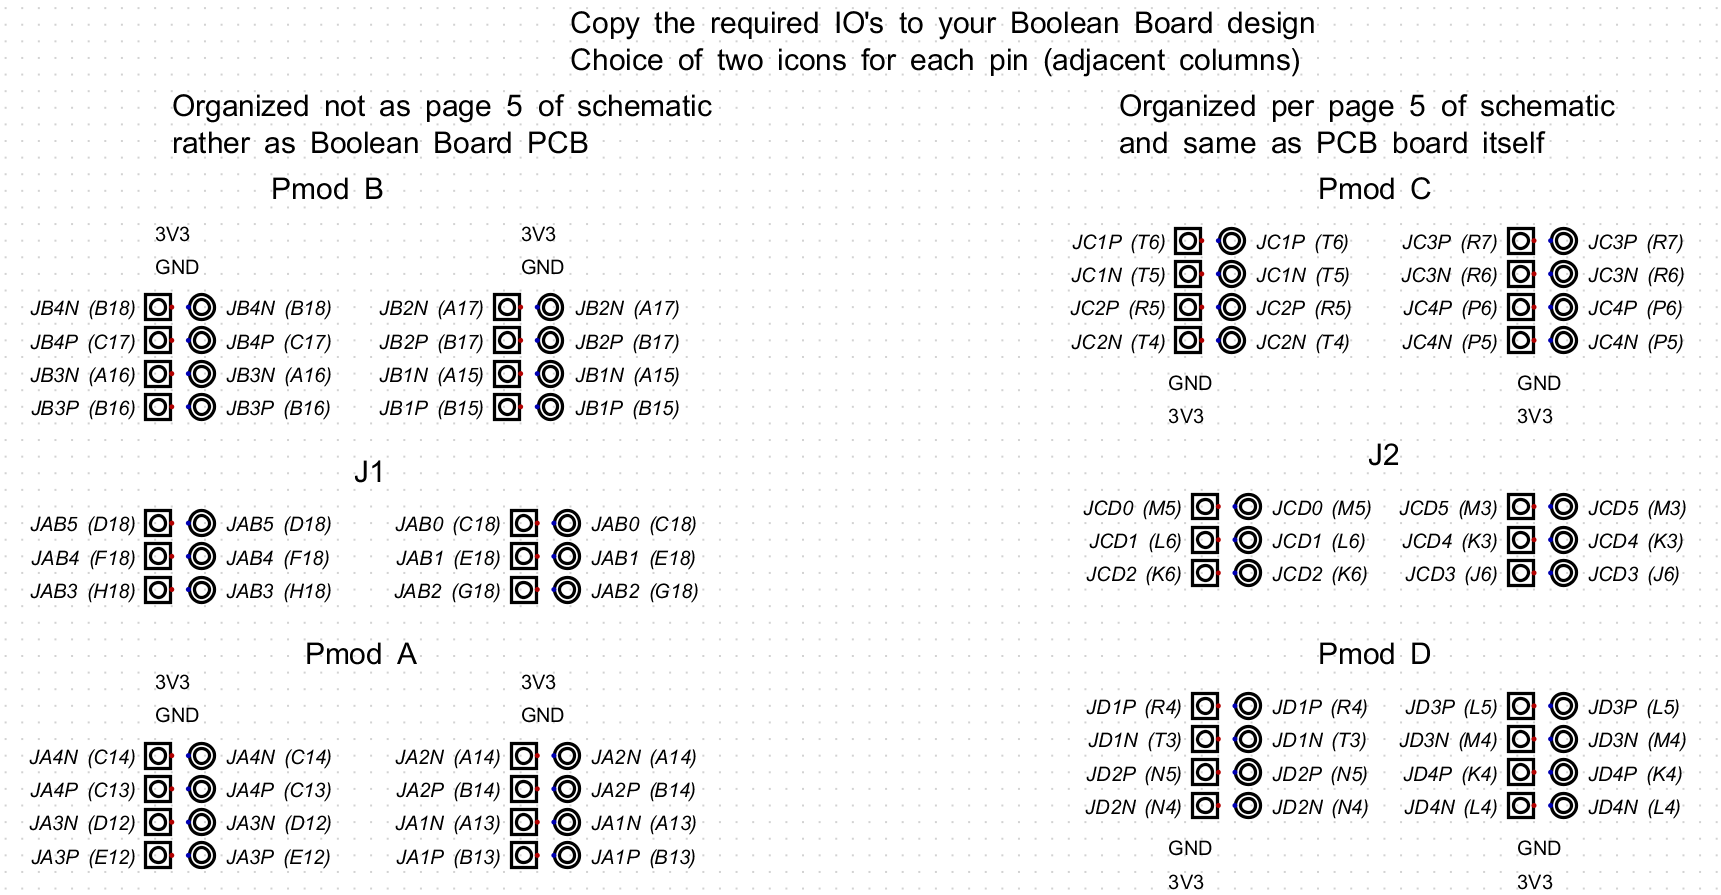 Copy the required IO's to your Boolean Board design
Choice of two icons for each pin (adjacent columns)
Organized not as page 5 of schematic
rather as Boolean Board PCB
Pmod B
3V3 3V3
GND GND
JB4N (B18) JB4N (B18) JB2N (A17) JB2N (A17)
JB4P (C17) JB4P (C17) JB2P (B17) JB2P (B17)
JB3N (A16) JB3N (A16) JB1N (A15) JB1N (A15)
JB3P (B16) JB3P (B16) JB1P (B15) JB1P (B15)
J1
JAB5 (D18) JAB5 (D18) JAB0 (C18) JAB0 (C18)
JAB4 (F18) JAB4 (F18) JAB1 (E18) JAB1 (E18)
JAB3 (H18) JAB3 (H18) JAB2 (G18) JAB2 (G18)
Pmod A
3V3 3V3
GND GND
JA4N (C14) JA4N (C14) JA2N (A14) JA2N (A14)
JA4P (C13) JA4P (C13) JA2P (B14) JA2P (B14)
JA3N (D12) JA3N (D12) JA1N (A13) JA1N (A13)
JA3P (E12) JA3P (E12) JA1P (B13) JA1P (B13)
Organized per page 5 of schematic
and same as PCB board itself
Pmod C
JC1P (T6) JC1P (T6) JC3P (R7) JC3P (R7)
JC1N (T5) JC1N (T5) JC3N (R6) JC3N (R6)
JC2P (R5) JC2P (R5) JC4P (P6) JC4P (P6)
JC2N (T4) JC2N (T4) JC4N (P5) JC4N (P5)
GND GND
3V3 3V3
J2
JCD0 (M5) JCD0 (M5) JCD5 (M3) JCD5 (M3)
JCD1 (L6) JCD1 (L6) JCD4 (K3) JCD4 (K3)
JCD2 (K6) JCD2 (K6) JCD3 (J6) JCD3 (J6)
Pmod D
JD1P (R4) JD1P (R4) JD3P (L5) JD3P (L5)
JD1N (T3) JD1N (T3) JD3N (M4) JD3N (M4)
JD2P (N5) JD2P (N5) JD4P (K4) JD4P (K4)
JD2N (N4) JD2N (N4) JD4N (L4) JD4N (L4)
GND GND
3V3 3V3